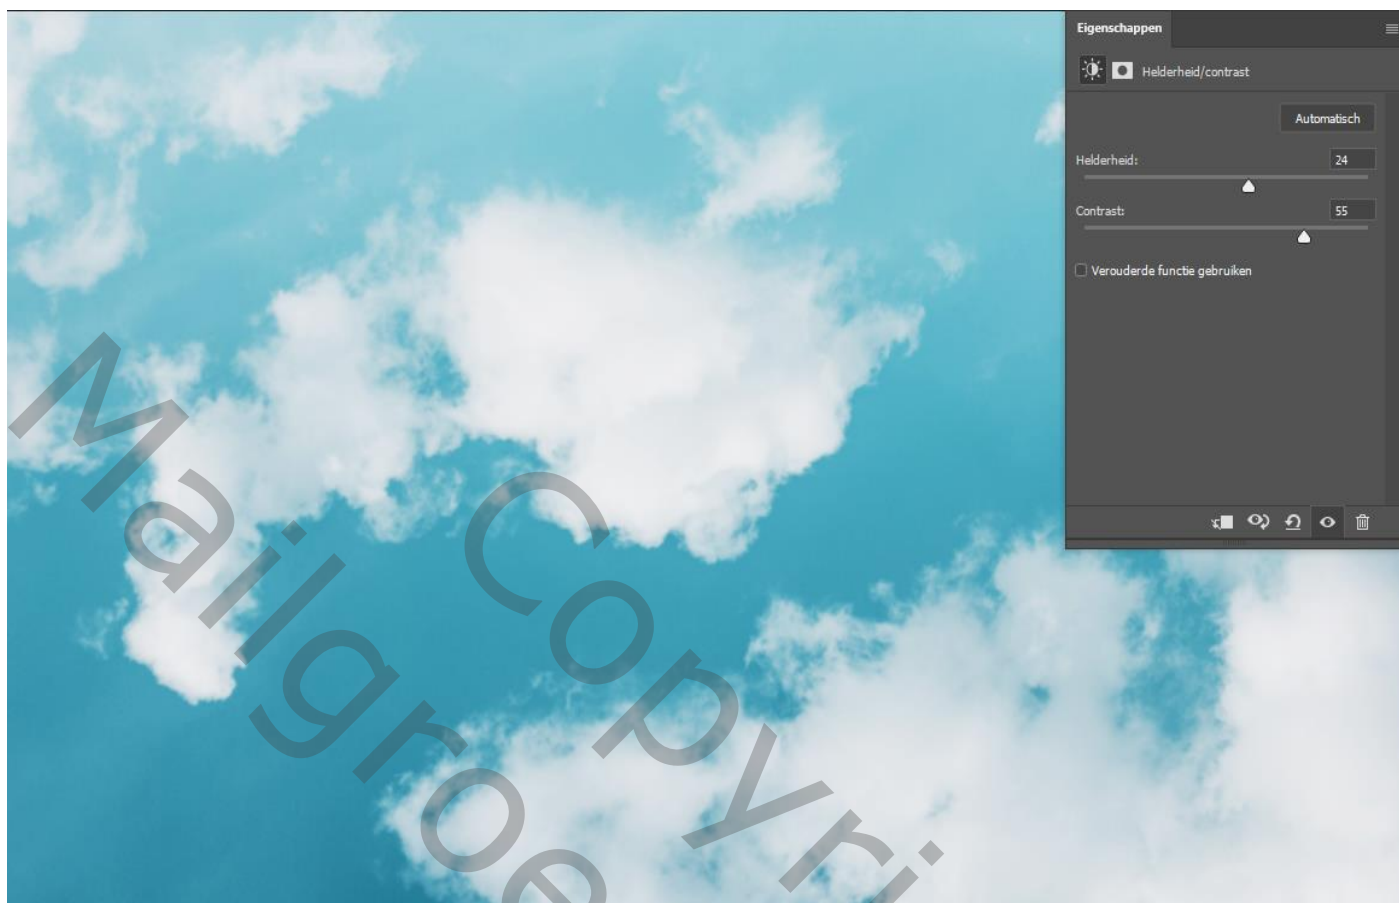 Eigenschappen
Helderheid/contrast
Automatisch
Helderheid: 24
Contrast: 55
Verouderde functie gebruiken
Copyri
Mailgroe